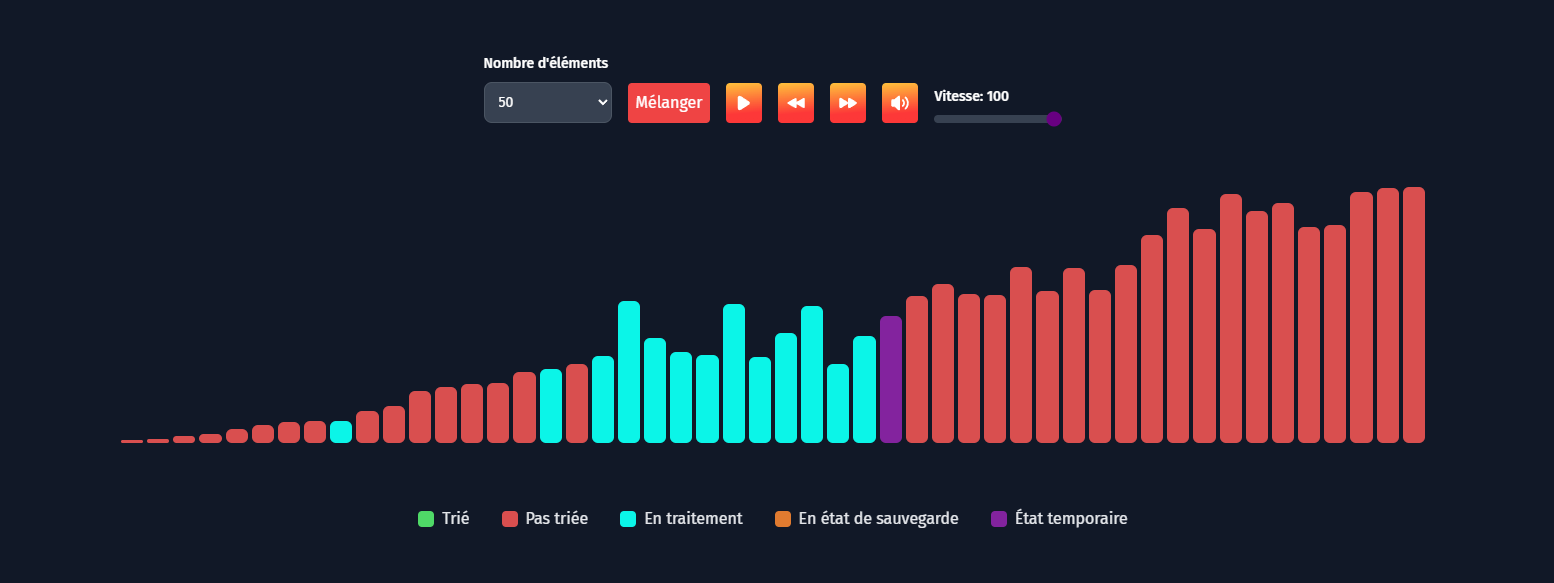 Nombre d'éléments
50
Mélanger
Vitesse: 100
Trié
Pas triée
En traitement
En état de sauvegarde
État temporaire